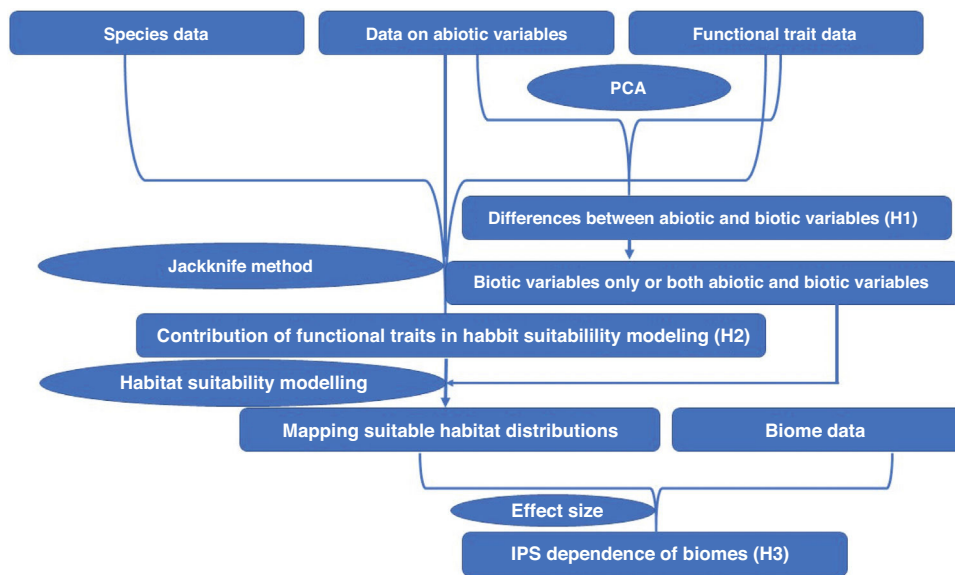 Species data
Data on abiotic variables
Functional trait data
PCA
Differences between abiotic and biotic variables (H1)
Jackknife method
Biotic variables only or both abiotic and biotic variables
Contribution of functional traits in habbit suitabilility modeling (H2)
Habitat suitability modelling
Mapping suitable habitat distributions
Biome data
Effect size
IPS dependence of biomes (H3)